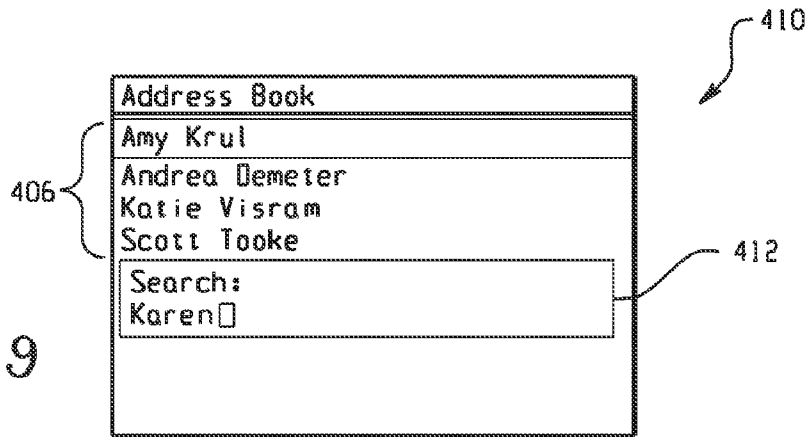 410
Address Book
Amy Krul
406
Andrea Demeter
Katie Visram
Scott Tooke
412
Search:
Karen
9